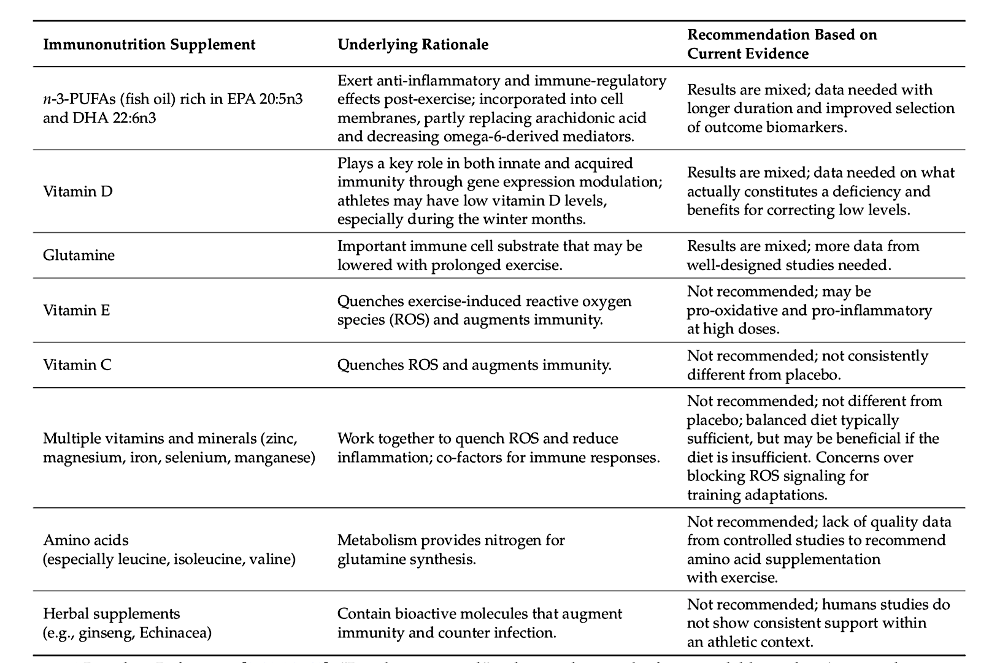 Immunonutrition Supplement
Underlying Rationale
Recommendation Based on
Current Evidence
n-3-PUFAs (fish oil) rich in EPA 20:5n3
and DHA 22:6n3
Exert anti-inflammatory and immune-regulatory
effects post-exercise; incorporated into cell
membranes, partly replacing arachidonic acid
and decreasing omega-6-derived mediators.
Results are mixed; data needed with
longer duration and improved selection
of outcome biomarkers.
Vitamin D
Plays a key role in both innate and acquired
immunity through gene expression modulation;
athletes may have low vitamin D levels,
especially during the winter months.
Results are mixed; data needed on what
actually constitutes a deficiency and
benefits for correcting low levels.
Glutamine
Important immune cell substrate that may be
lowered with prolonged exercise.
Results are mixed; more data from
well-designed studies needed.
Vitamin E
Quenches exercise-induced reactive oxygen
species (ROS) and augments immunity.
Not recommended; may be
pro-oxidative and pro-inflammatory
at high doses.
Vitamin C
Quenches ROS and augments immunity.
Not recommended; not consistently
different from placebo.
Multiple vitamins and minerals (zinc,
magnesium, iron, selenium, manganese)
Work together to quench ROS and reduce
inflammation; co-factors for immune responses.
Not recommended; not different from
placebo; balanced diet typically
sufficient, but may be beneficial if the
diet is insufficient. Concerns over
blocking ROS signaling for
training adaptations.
Amino acids
(especially leucine, isoleucine, valine)
Metabolism provides nitrogen for
glutamine synthesis.
Not recommended; lack of quality data
from controlled studies to recommend
amino acid supplementation
with exercise.
Herbal supplements
(e.g., ginseng, Echinacea)
Contain bioactive molecules that augment
immunity and counter infection.
Not recommended; humans studies do
not show consistent support within
an athletic context.